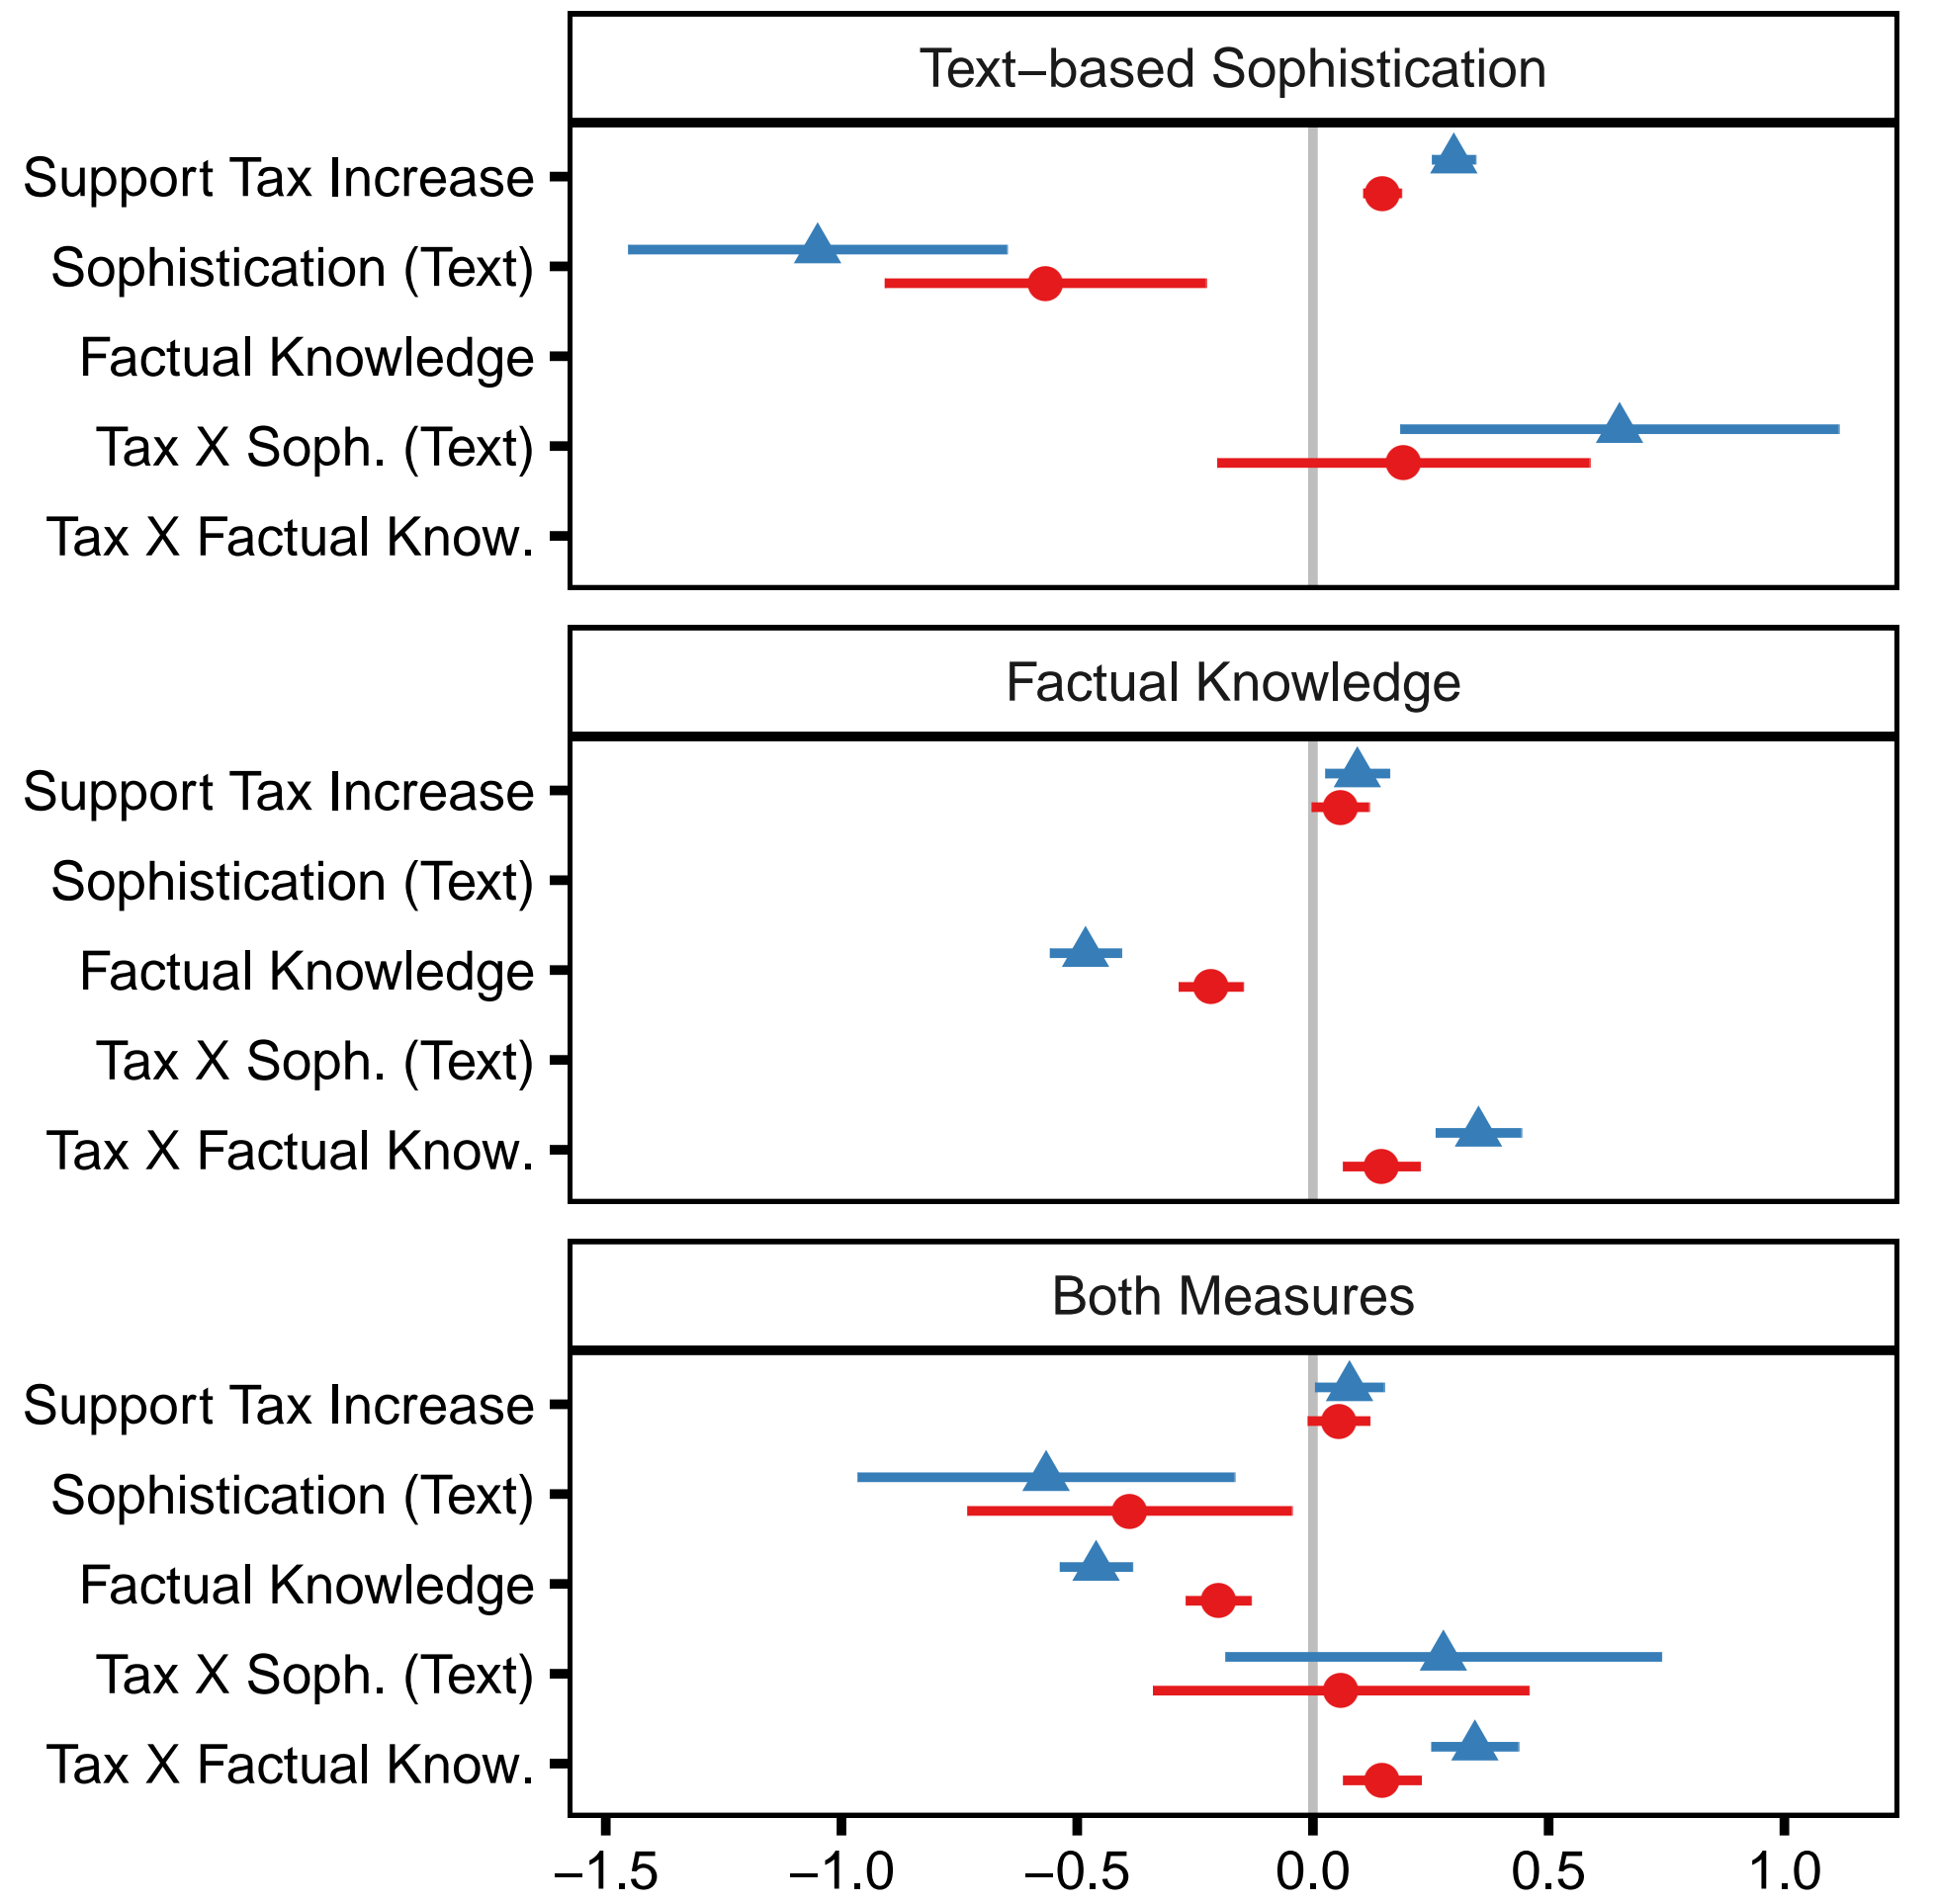 Text–based Sophistication
Support Tax Increase
Sophistication (Text)
Factual Knowledge
Tax X Soph. (Text)
Tax X Factual Know.
Factual Knowledge
Support Tax Increase
Sophistication (Text)
Factual Knowledge
Tax X Soph. (Text)
Tax X Factual Know.
Both Measures
Support Tax Increase
Sophistication (Text)
Factual Knowledge
Tax X Soph. (Text)
Tax X Factual Know.
−1.5 −1.0 −0.5 0.0 0.5 1.0